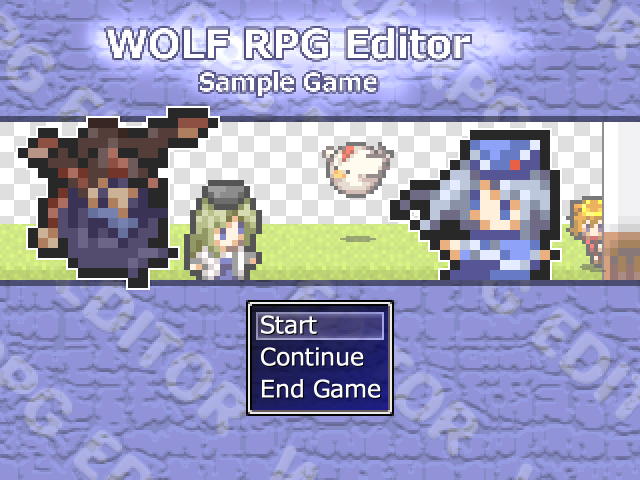 WOLF RPG Editor
Sample Game
Start
Continue
End Game